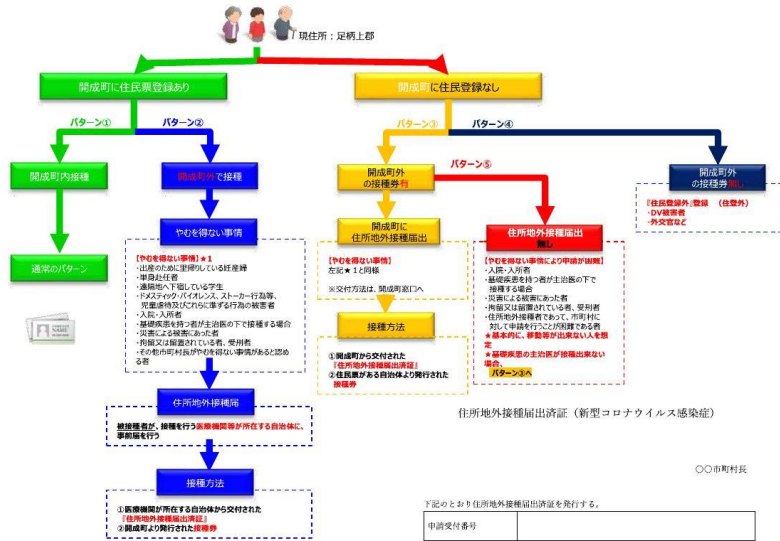 現住所：足柄上郡
開成町に住民票登録あり
開成町に住民登録なし
パターン①
パターン②
パターン③
パターン④
パターン⑤
開成町内接種
開成町外で接種
開成町外
の接種券有
開成町外
の接種券無し
『住民登録外』登録　（住登外）
・DV被害者
・外交官など
通常のパターン
やむを得ない事情
【やむを得ない事情】★1
・出産のために里帰りしている妊産婦
・単身赴任者
・遠隔地へ下宿している学生
・ドメスティック・バイオレンス、ストーカー行為等、
児童虐待及びこれらに準ずる行為の被害者
・入院・入所者
・基礎疾患を持つ者が主治医の下で接種する場合
・災害による被害にあった者
・拘留又は留置されている者、受刑者
・その他市町村長がやむを得ない事情があると認め
る者
住所地外接種届
被接種者が、接種を行う医療機関等が所在する自治体に、
事前届を行う
接種方法
①医療機関が所在する自治体から交付された
『住所地外接種届出済証』
②開成町より発行された接種券
開成町に
住所地外接種届出
【やむを得ない事情】
左記★１と同様
※交付方法は、開成町窓口へ
接種方法
①開成町から交付された
『住所地外接種届出済証』
②住民票がある自治体より発行された
接種券
住所地外接種届出
無し
【やむを得ない事情により申請が困難】
・入院・入所者
・基礎疾患を持つ者が主治医の下で
接種する場合
・災害による被害にあった者
・拘留又は留置されている者、受刑者
・住所地外接種者であって、市町村に
対して申請を行うことが困難である者
★基本的に、移動等が出来ない人を想
定
★基礎疾患の主治医が接種出来ない
場合、
パターン③へ
住所地外接種届出済証（新型コロナウイルス感染症）
〇〇市町村長
下記のとおり住所地外接種届出済証を発行する。
申請受付番号